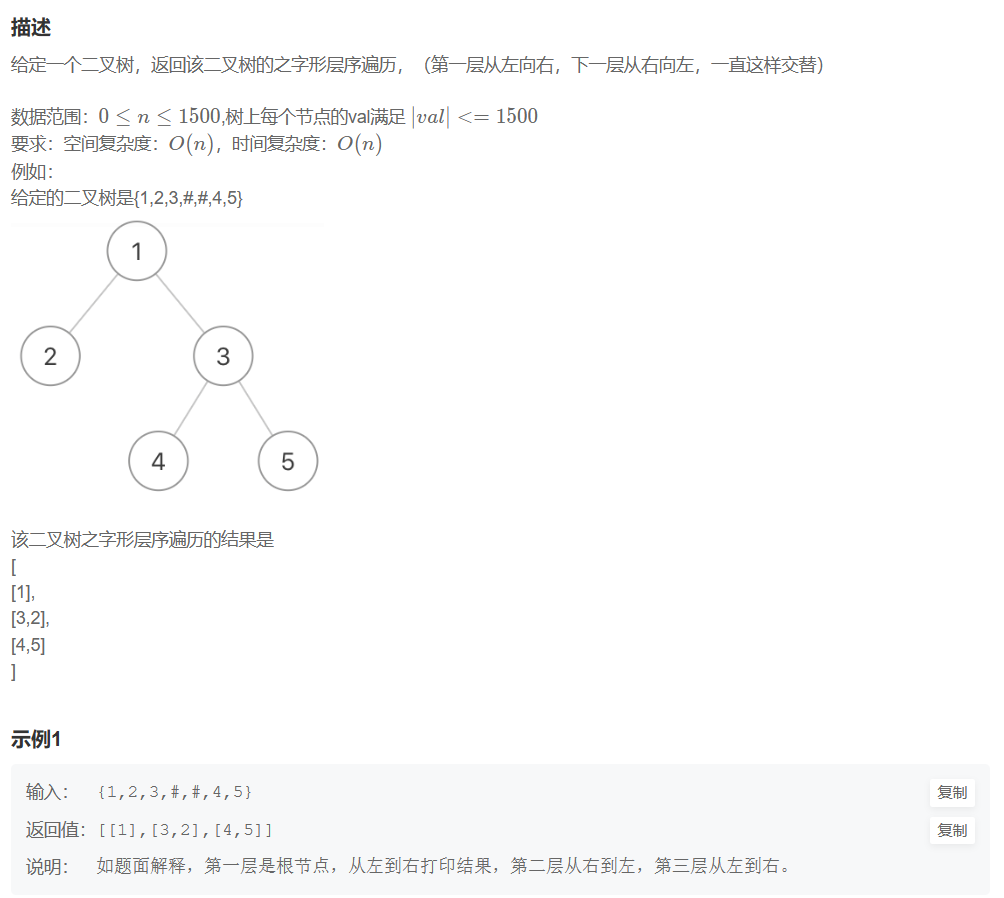 描述
给定一个二叉树，返回该二叉树的之字形层序遍历，（第一层从左向右，下一层从右向左，一直这样交替）
数据范围：0 ≤ n ≤ 1500,树上每个节点的val满足 |val| <= 1500
要求：空间复杂度：O(n)，时间复杂度：O(n)
例如：
给定的二叉树是{1,2,3,#,#,4,5}
1
2 3
4 5
该二叉树之字形层序遍历的结果是
[
[1],
[3,2],
[4,5]
]
示例1
输入： {1,2,3,#,#,4,5} 复制
返回值： [[1],[3,2],[4,5]] 复制
说明： 如题面解释，第一层是根节点，从左到右打印结果，第二层从右到左，第三层从左到右。